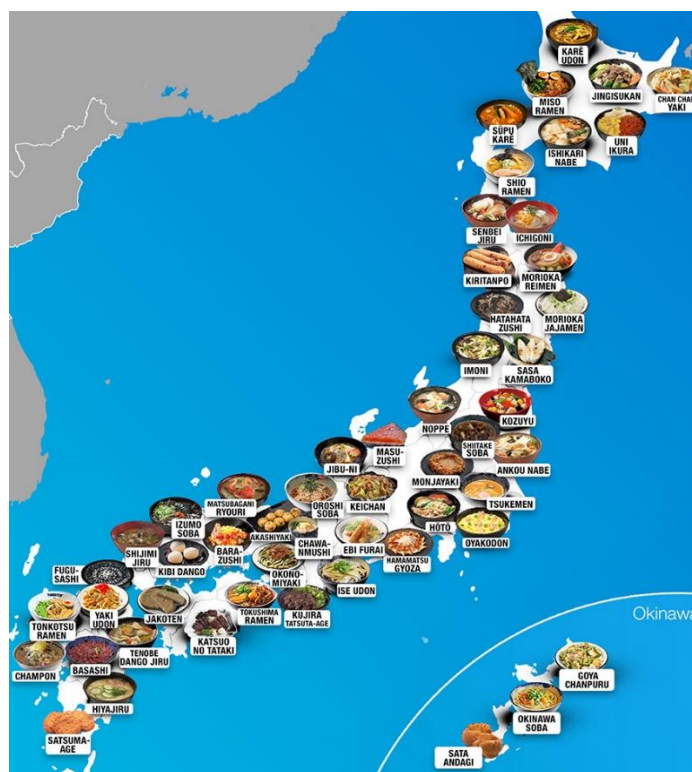 KARĒ
UDON
MISO
RAMEN
JINGISUKAN
CHAN CHAN
YAKI
SŪPU
KARĒ
ISHIKARI
NABE
UNI
IKURA
SHIO
RAMEN
SENBEI
JIRU
ICHIGONI
KIRITANPO
MORIOKA
REIMEN
HATAHATA
ZUSHI
MORIOKA
JAJAMEN
IMONI
SASA
KAMABOKO
NOPPE
KOZUYU
SHIITAKE
SOBA
MASU-
ZUSHI
ANKOU NABE
JIBU-NI
MONJAYAKI
TSUKEMEN
MATSUBAGANI
RYOURI
OROSHI
SOBA
KEICHAN
HŌTŌ
OYAKODON
IZUMO
SOBA
AKASHIYAKI
CHAWA-
NMUSHI
EBI FURAI
HAMAMATSU
GYOZA
SHIJIMI
JIRU
KIBI DANGO
BARA-
ZUSHI
OKONO-
MIYAKI
ISE UDON
FUGU-
SASHI
TONKOTSU
RAMEN
YAKI
UDON
JAKOTEN
KATSUO
NO TATAKI
TOKUSHIMA
RAMEN
KUJIRA
TATSUTA-AGE
Okinawa
CHAMPON
BASASHI
TENOBE
DANGO JIRU
HIYAJIRU
SATSUMA-
AGE
GOYA
CHANPURU
OKINAWA
SOBA
SATA
ANDAGI